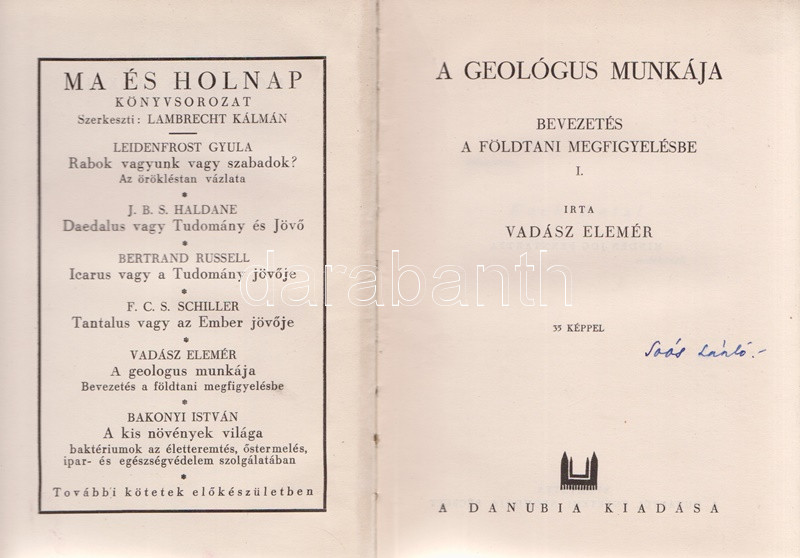 MA ÉS HOLNAP
KÖNYVSOROZAT
Szerkeszti: LAMBRECHT KÁLMÁN
LEIDENFROST GYULA
Rabok vagyunk vagy szabadok?
Az örökléstan vázlata
*
J. B. S. HALDANE
Daedalus vagy Tudomány és Jövő
*
BERTRAND RUSSELL
Icarus vagy a Tudomány jövője
*
F. C. S. SCHILLER
Tantalus vagy az Ember jövője
*
VADÁSZ ELEMÉR
A geologus munkája
Bevezetés a földtani megfigyelésbe
*
BAKONYI ISTVÁN
A kis növények világa
baktériumok az életteremtés, őstermelés,
ipar- és egészségvédelem szolgálatában
*
További kötetek előkészületben
A GEOLÓGUS MUNKÁJA
BEVEZETÉS
A FÖLDTANI MEGFIGYELÉSBE
I.
IRTA
VADÁSZ ELEMÉR
35 KÉPPEL
Soós László.-
A DANUBIA KIADÁSA
darabanth